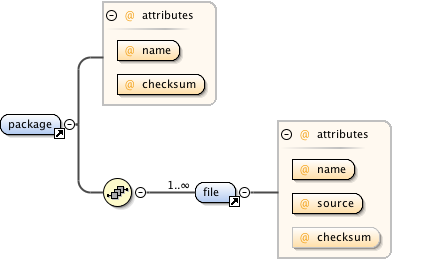 @ attributes
@ name
@ checksum
package
1..∞
file
@ attributes
@ name
@ source
@ checksum